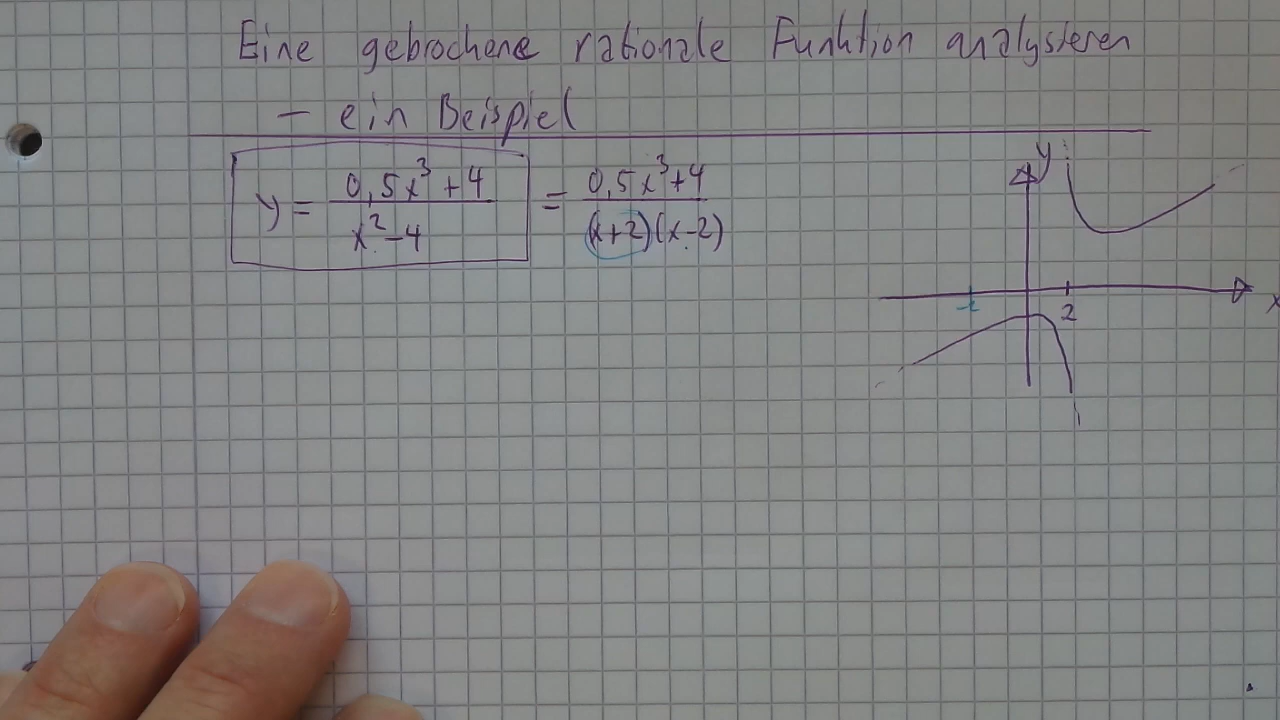 Eine gebrochene rationale Funktion analysieren
- ein Beispiel
y = (0,5x³+4)/(x²-4) = (0,5x³+4)/((x+2)(x-2))
y
2
x